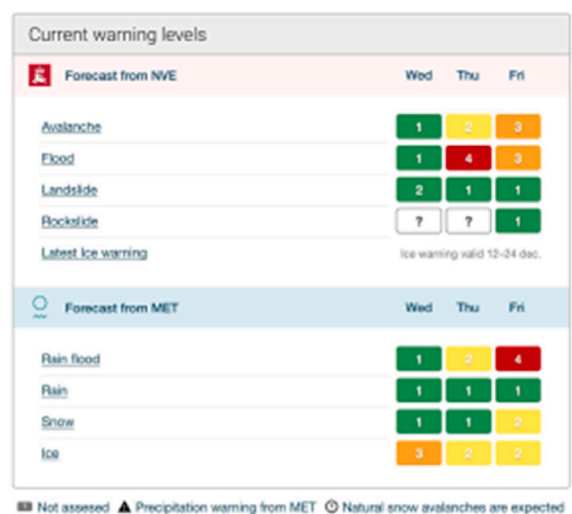 Current warning levels
Forecast from NVE Wed Thu Fri
Avalanche 1 2 3
Flood 1 4 3
Landslide 2 1 1
Rockslide ? ? 1
Latest Ice warning Ice warning valid 12-24 dec.
Forecast from MET Wed Thu Fri
Rain flood 1 2 4
Rain 1 1 1
Snow 1 1 2
Ice 3 2 2
Not assesed Precipitation warning from MET Natural snow avalanches are expected